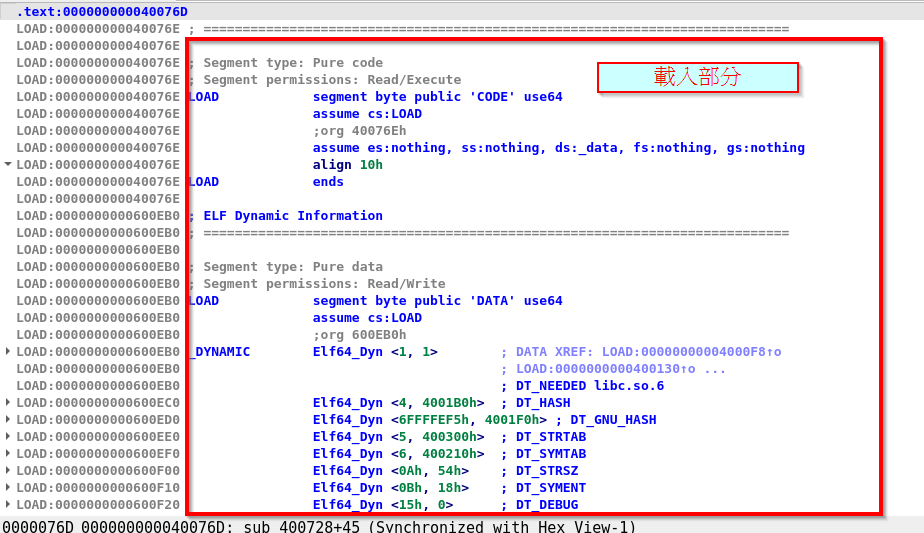 .text:000000000040076D
LOAD:000000000040076E ; ===========================================================================
LOAD:000000000040076E
LOAD:000000000040076E ; Segment type: Pure code
LOAD:000000000040076E ; Segment permissions: Read/Execute
載入部分
LOAD:000000000040076E LOAD segment byte public 'CODE' use64
LOAD:000000000040076E assume cs:LOAD
LOAD:000000000040076E ;org 40076Eh
LOAD:000000000040076E assume es:nothing, ss:nothing, ds:_data, fs:nothing, gs:nothing
LOAD:000000000040076E align 10h
LOAD:000000000040076E LOAD ends
LOAD:000000000040076E
LOAD:0000000000600EB0 ; ELF Dynamic Information
LOAD:0000000000600EB0 ; ===========================================================================
LOAD:0000000000600EB0
LOAD:0000000000600EB0 ; Segment type: Pure data
LOAD:0000000000600EB0 ; Segment permissions: Read/Write
LOAD:0000000000600EB0 LOAD segment byte public 'DATA' use64
LOAD:0000000000600EB0 assume cs:LOAD
LOAD:0000000000600EB0 ;org 600EB0h
LOAD:0000000000600EB0 _DYNAMIC Elf64_Dyn <1, 1> ; DATA XREF: LOAD:00000000004000F8↑o
LOAD:0000000000600EB0 ; LOAD:0000000000400130↑o ...
LOAD:0000000000600EB0 ; DT_NEEDED libc.so.6
LOAD:0000000000600EC0 Elf64_Dyn <4, 4001B0h> ; DT_HASH
LOAD:0000000000600ED0 Elf64_Dyn <6FFFFEF5h, 4001F0h> ; DT_GNU_HASH
LOAD:0000000000600EE0 Elf64_Dyn <5, 400300h> ; DT_STRTAB
LOAD:0000000000600EF0 Elf64_Dyn <6, 400210h> ; DT_SYMTAB
LOAD:0000000000600F00 Elf64_Dyn <0Ah, 54h> ; DT_STRSZ
LOAD:0000000000600F10 Elf64_Dyn <0Bh, 18h> ; DT_SYMENT
LOAD:0000000000600F20 Elf64_Dyn <15h, 0> ; DT_DEBUG
0000076D 000000000040076D: sub 400728+45 (Synchronized with Hex View-1)